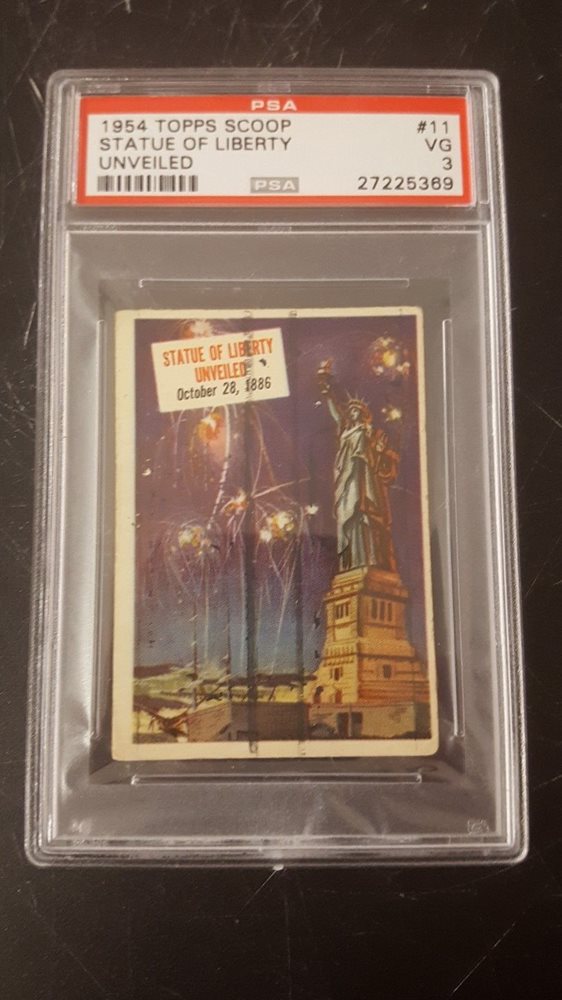 PSA
1954 TOPPS SCOOP #11
STATUE OF LIBERTY VG
UNVEILED 3
PSA 27225369
STATUE OF LIBERTY
UNVEILED
October 28, 1886